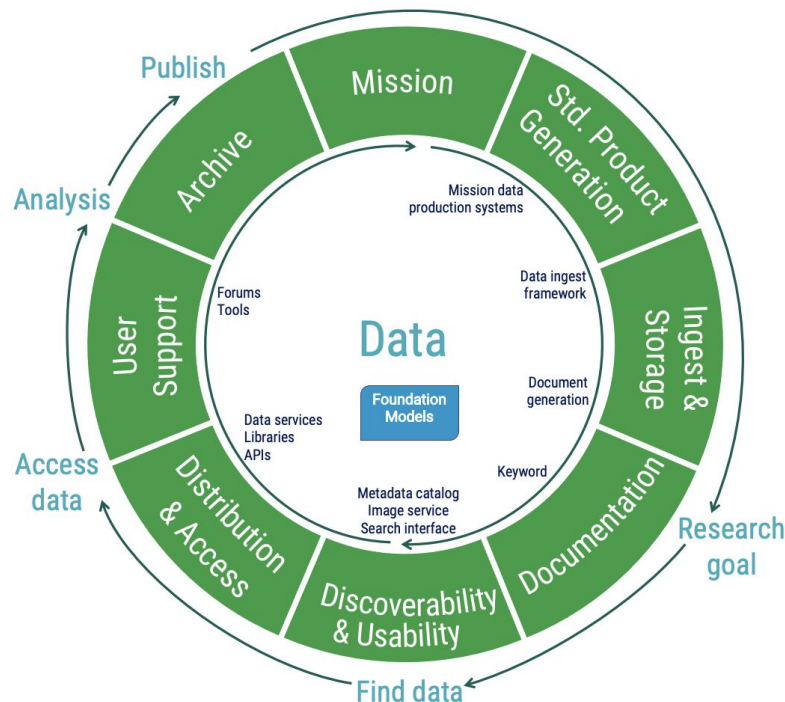 Publish
Mission
Std. Product
Generation
Archive
Analysis
Mission data
production systems
Data ingest
framework
Forums
Tools
User
Support
Ingest &
Storage
Data
Foundation
Models
Document
generation
Data services
Libraries
APIs
Keyword
Access
data
Metadata catalog
Image service
Search interface
Distribution
& Access
Documentation
Research
goal
Discoverability
& Usability
Find data